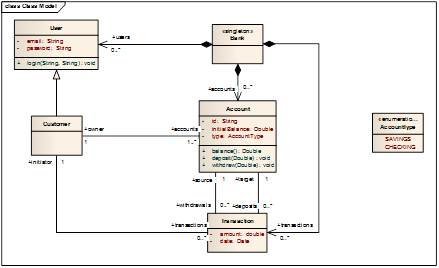 class Class Model
User
- email: String
- password: String
+ login(String, String): void
+users
0..*
«singleton»
Bank
+accounts
0..*
Account
- id: String
- initialBalance: Double
- type: AccountType
+ balance(): Double
+ deposit(Double): void
+ withdraw(Double): void
«enumeratio...
AccountType
SAVINGS
CHECKING
Customer
+owner
1
+accounts
1..*
+initiator
1
+source
1
+target
1
+withdrawals
0..*
+deposits
0..*
+transactions
0..*
Transaction
- amount: double
- date: Date
+transactions
0..*